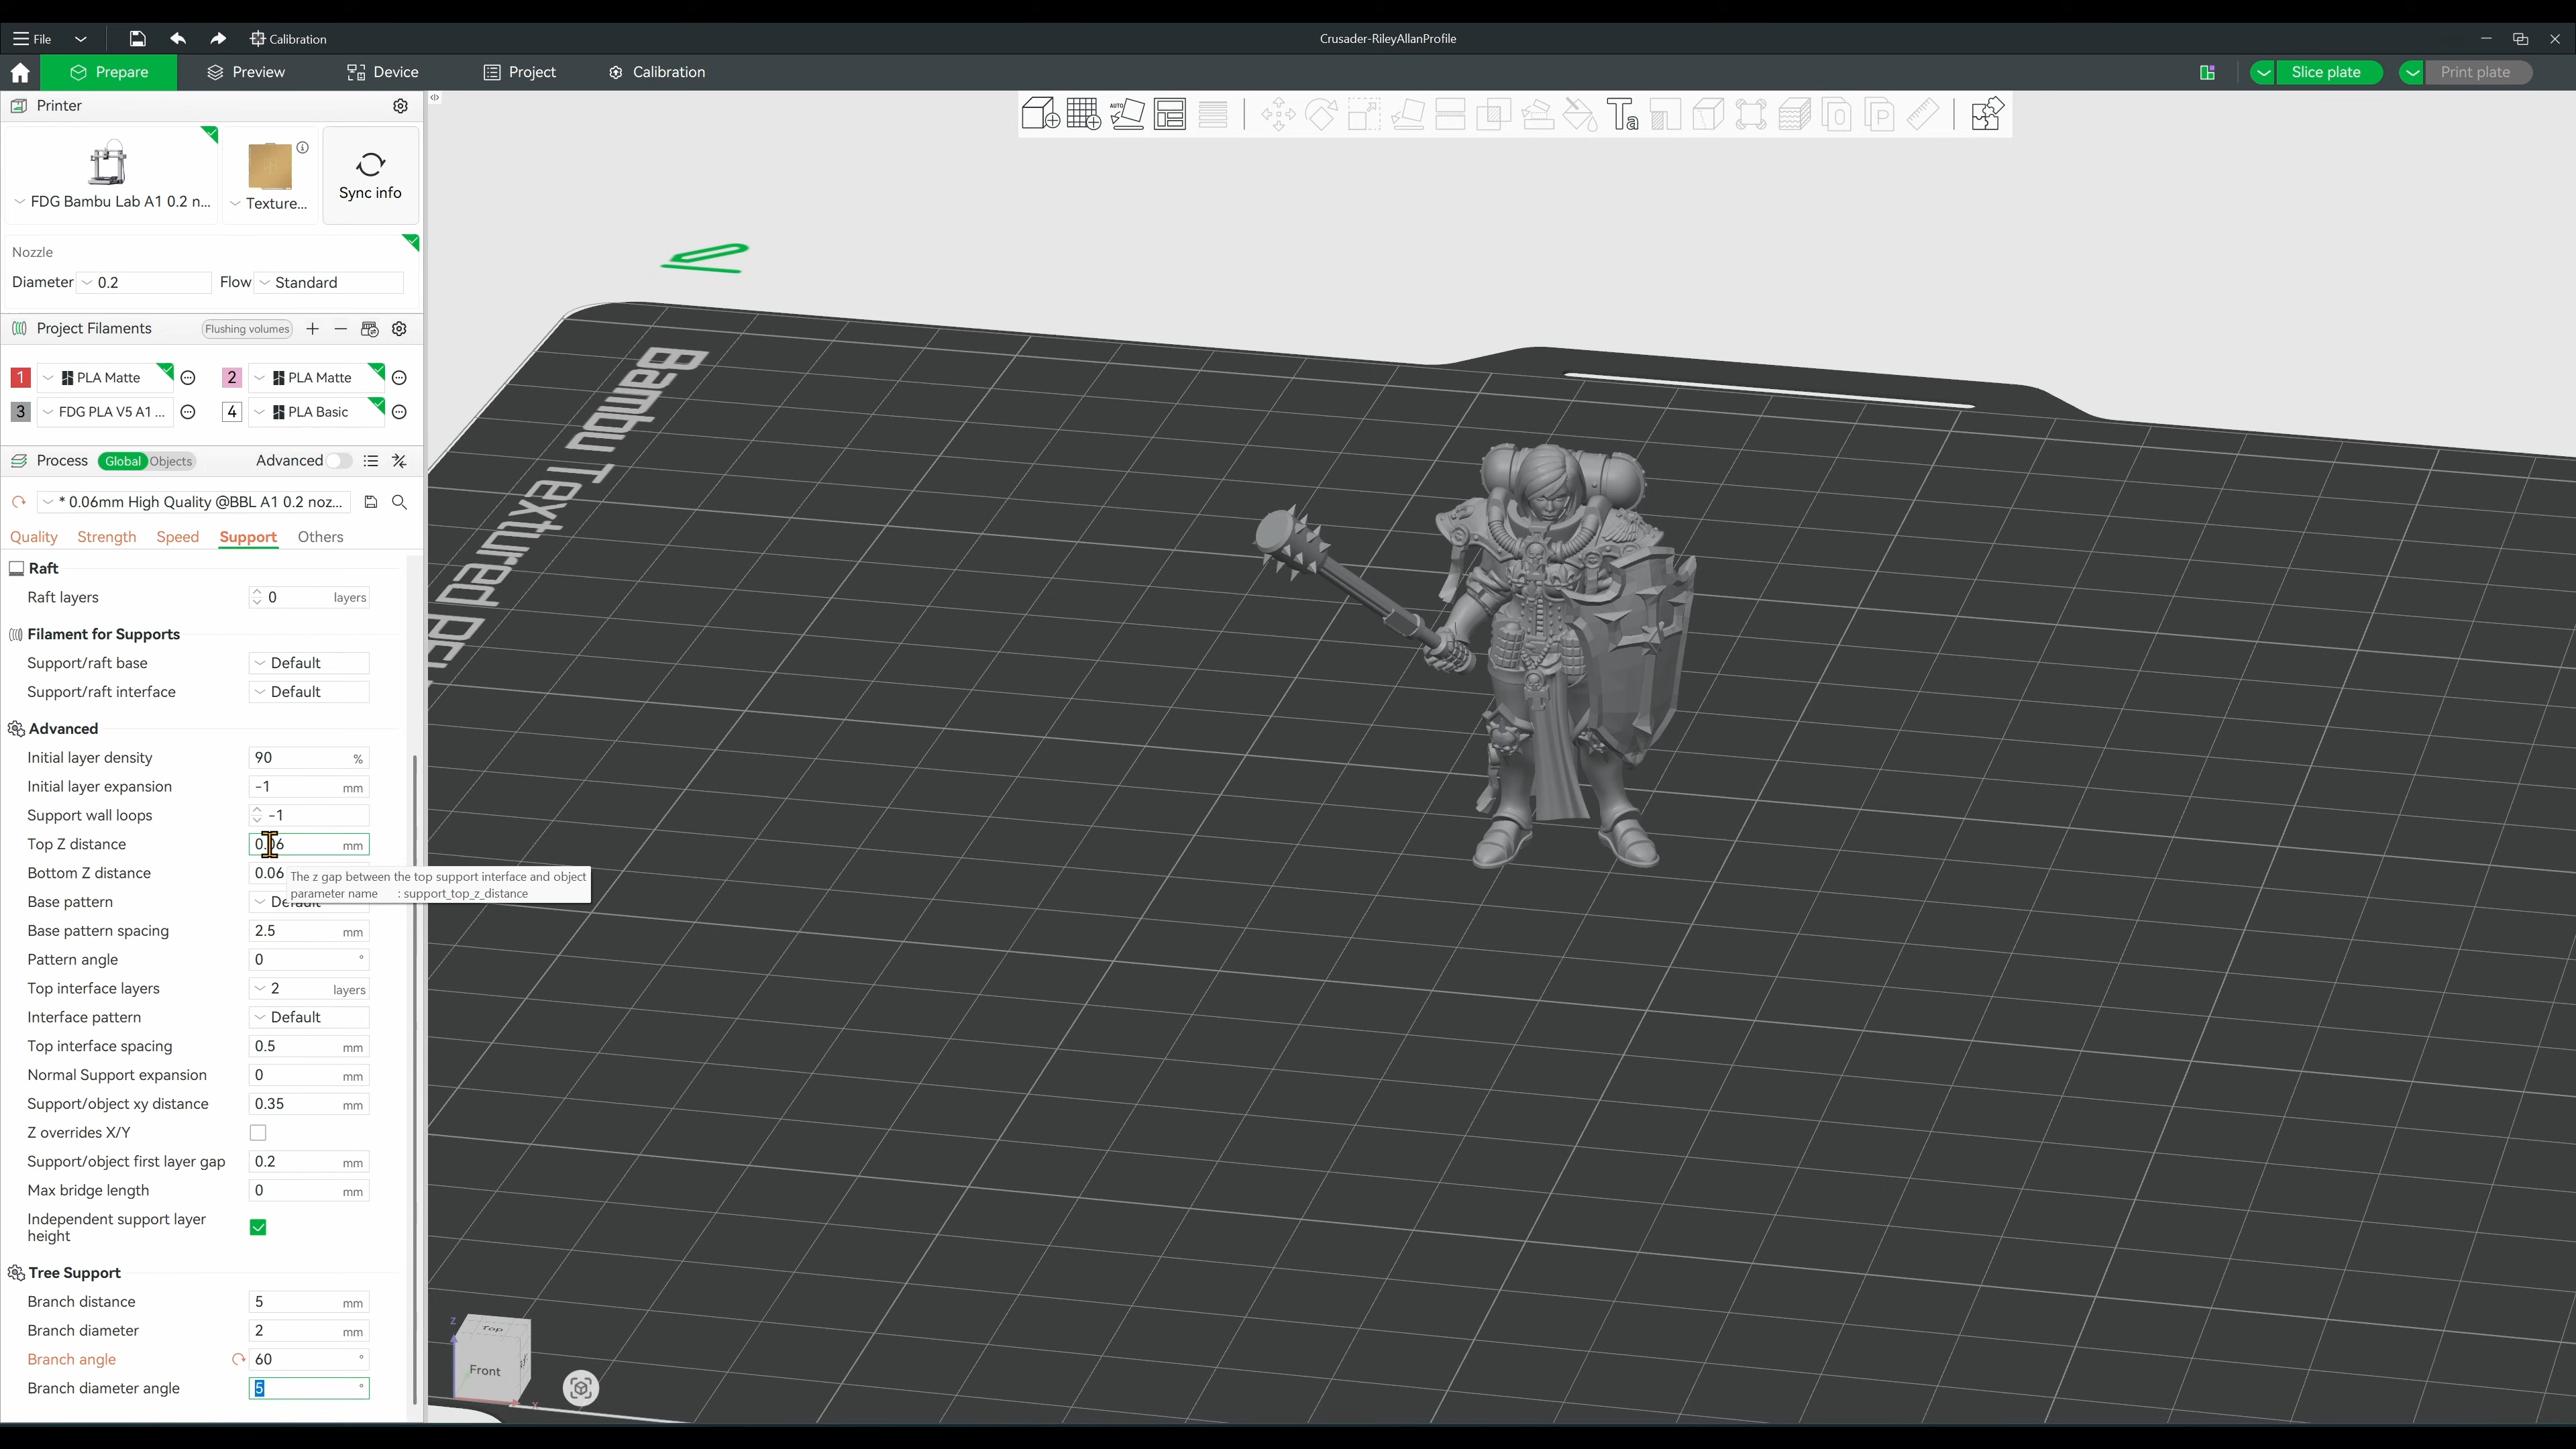 File
Calibration
Crusader-RileyAllanProfile
Prepare
Preview
Device
Project
Calibration
Slice plate
Print plate
Printer
FDG Bambu Lab A1 0.2 n...
Texture...
Sync info
Nozzle
Diameter 0.2 Flow Standard
Project Filaments Flushing volumes
1 PLA Matte 2 PLA Matte
3 FDG PLA V5 A1 ... 4 PLA Basic
Process Global Objects Advanced
* 0.06mm High Quality @BBL A1 0.2 noz...
Quality Strength Speed Support Others
Raft
Raft layers 0 layers
Filament for Supports
Support/raft base Default
Support/raft interface Default
Advanced
Initial layer density 90 %
Initial layer expansion -1 mm
Support wall loops -1
Top Z distance 0.06 mm
Bottom Z distance 0.06
The z gap between the top support interface and object
parameter name : support_top_z_distance
Base pattern Default
Base pattern spacing 2.5 mm
Pattern angle 0 °
Top interface layers 2 layers
Interface pattern Default
Top interface spacing 0.5 mm
Normal Support expansion 0 mm
Support/object xy distance 0.35 mm
Z overrides X/Y
Support/object first layer gap 0.2 mm
Max bridge length 0 mm
Independent support layer
height
Tree Support
Branch distance 5 mm
Branch diameter 2 mm
Branch angle 60 °
Branch diameter angle 5 °
AUTO
Ta
Bambu Textured
Z
Top
Front
X